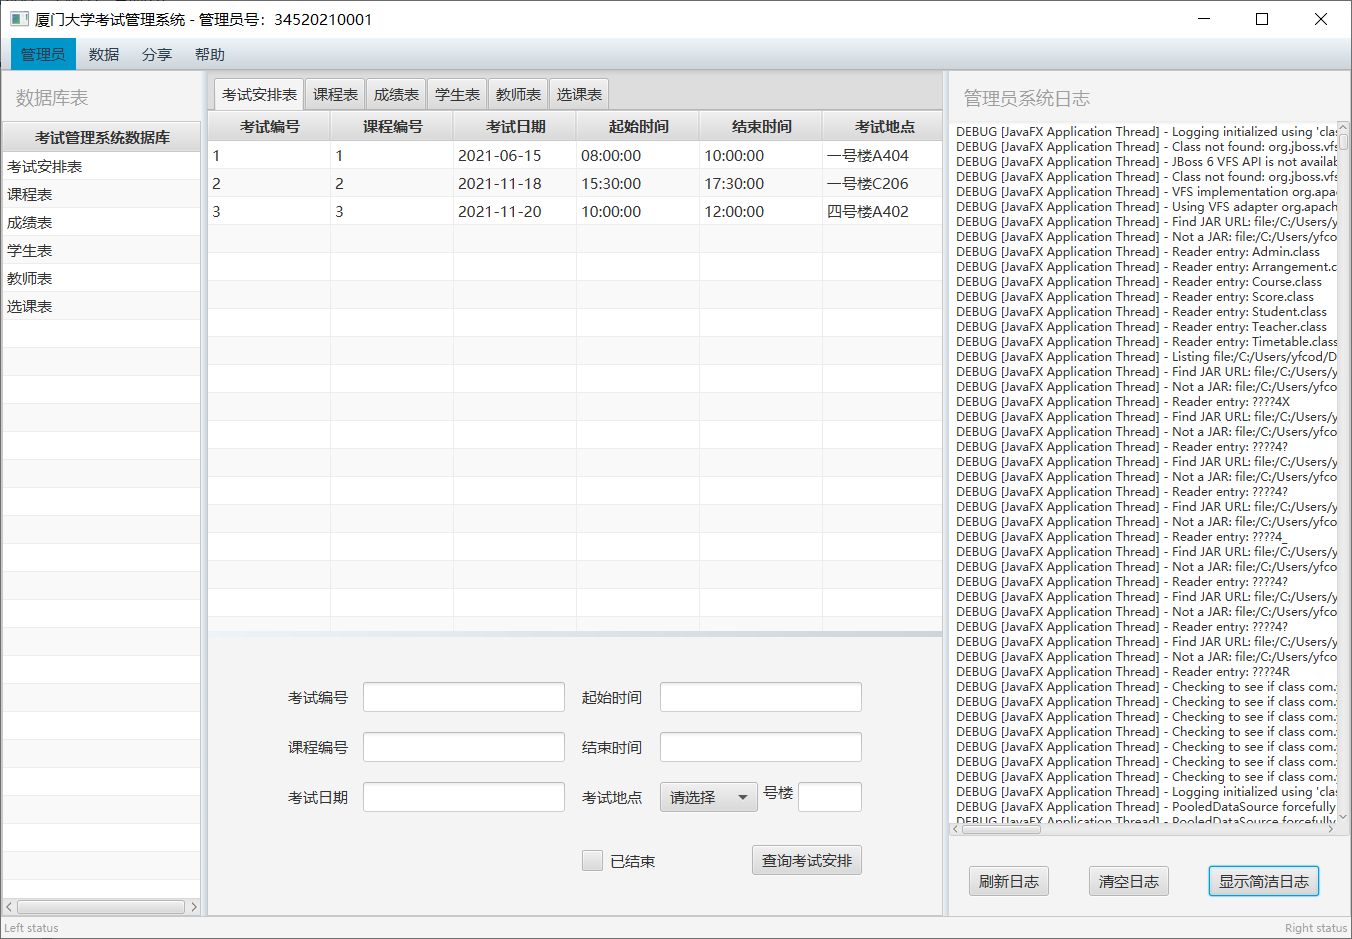 厦门大学考试管理系统 - 管理员号：34520210001
管理员 数据 分享 帮助
数据库表
考试管理系统数据库
考试安排表
课程表
成绩表
学生表
教师表
选课表
考试安排表 课程表 成绩表 学生表 教师表 选课表
考试编号 课程编号 考试日期 起始时间 结束时间 考试地点
1 1 2021-06-15 08:00:00 10:00:00 一号楼A404
2 2 2021-11-18 15:30:00 17:30:00 一号楼C206
3 3 2021-11-20 10:00:00 12:00:00 四号楼A402
考试编号 起始时间
课程编号 结束时间
考试日期 考试地点 请选择 号楼
已结束 查询考试安排
管理员系统日志
DEBUG [JavaFX Application Thread] - Logging initialized using 'clas
DEBUG [JavaFX Application Thread] - Class not found: org.jboss.vfs
DEBUG [JavaFX Application Thread] - JBoss 6 VFS API is not availab
DEBUG [JavaFX Application Thread] - Class not found: org.jboss.vfs
DEBUG [JavaFX Application Thread] - VFS implementation org.apac
DEBUG [JavaFX Application Thread] - Using VFS adapter org.apach
DEBUG [JavaFX Application Thread] - Find JAR URL: file:/C:/Users/y
DEBUG [JavaFX Application Thread] - Not a JAR: file:/C:/Users/yfco
DEBUG [JavaFX Application Thread] - Reader entry: Admin.class
DEBUG [JavaFX Application Thread] - Reader entry: Arrangement.c
DEBUG [JavaFX Application Thread] - Reader entry: Course.class
DEBUG [JavaFX Application Thread] - Reader entry: Score.class
DEBUG [JavaFX Application Thread] - Reader entry: Student.class
DEBUG [JavaFX Application Thread] - Reader entry: Teacher.class
DEBUG [JavaFX Application Thread] - Reader entry: Timetable.class
DEBUG [JavaFX Application Thread] - Listing file:/C:/Users/yfcod/D
DEBUG [JavaFX Application Thread] - Find JAR URL: file:/C:/Users/y
DEBUG [JavaFX Application Thread] - Not a JAR: file:/C:/Users/yfco
DEBUG [JavaFX Application Thread] - Reader entry: ????4X
DEBUG [JavaFX Application Thread] - Find JAR URL: file:/C:/Users/y
DEBUG [JavaFX Application Thread] - Not a JAR: file:/C:/Users/yfco
DEBUG [JavaFX Application Thread] - Reader entry: ????4?
DEBUG [JavaFX Application Thread] - Find JAR URL: file:/C:/Users/y
DEBUG [JavaFX Application Thread] - Not a JAR: file:/C:/Users/yfco
DEBUG [JavaFX Application Thread] - Reader entry: ????4?
DEBUG [JavaFX Application Thread] - Find JAR URL: file:/C:/Users/y
DEBUG [JavaFX Application Thread] - Not a JAR: file:/C:/Users/yfco
DEBUG [JavaFX Application Thread] - Reader entry: ????4_
DEBUG [JavaFX Application Thread] - Find JAR URL: file:/C:/Users/y
DEBUG [JavaFX Application Thread] - Not a JAR: file:/C:/Users/yfco
DEBUG [JavaFX Application Thread] - Reader entry: ????4?
DEBUG [JavaFX Application Thread] - Find JAR URL: file:/C:/Users/y
DEBUG [JavaFX Application Thread] - Not a JAR: file:/C:/Users/yfco
DEBUG [JavaFX Application Thread] - Reader entry: ????4?
DEBUG [JavaFX Application Thread] - Find JAR URL: file:/C:/Users/y
DEBUG [JavaFX Application Thread] - Not a JAR: file:/C:/Users/yfco
DEBUG [JavaFX Application Thread] - Reader entry: ????4R
DEBUG [JavaFX Application Thread] - Checking to see if class com.
DEBUG [JavaFX Application Thread] - Checking to see if class com.
DEBUG [JavaFX Application Thread] - Checking to see if class com.
DEBUG [JavaFX Application Thread] - Checking to see if class com.
DEBUG [JavaFX Application Thread] - Checking to see if class com.
DEBUG [JavaFX Application Thread] - Checking to see if class com.
DEBUG [JavaFX Application Thread] - Checking to see if class com.
DEBUG [JavaFX Application Thread] - Logging initialized using 'clas
DEBUG [JavaFX Application Thread] - PooledDataSource forcefully
DEBUG [JavaFX Application Thread] - PooledDataSource forcefully
刷新日志 清空日志 显示简洁日志
Left status Right status